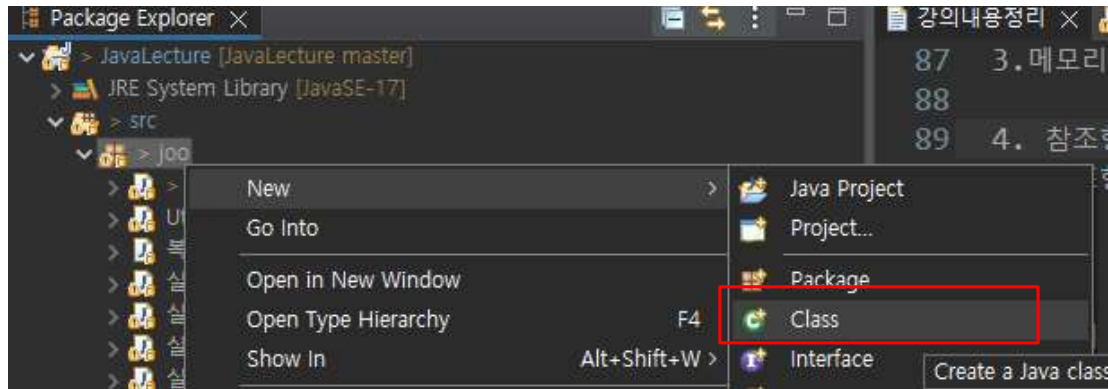 Package Explorer
강의내용정리
> JavaLecture [JavaLecture master]
87 3.메모리
JRE System Library [JavaSE-17]
88
> src
89 4. 참조
> joo
New >
Java Project
Go Into
Project...
Open in New Window
Package
Open Type Hierarchy F4
Class
Show In Alt+Shift+W >
Interface
Create a Java class